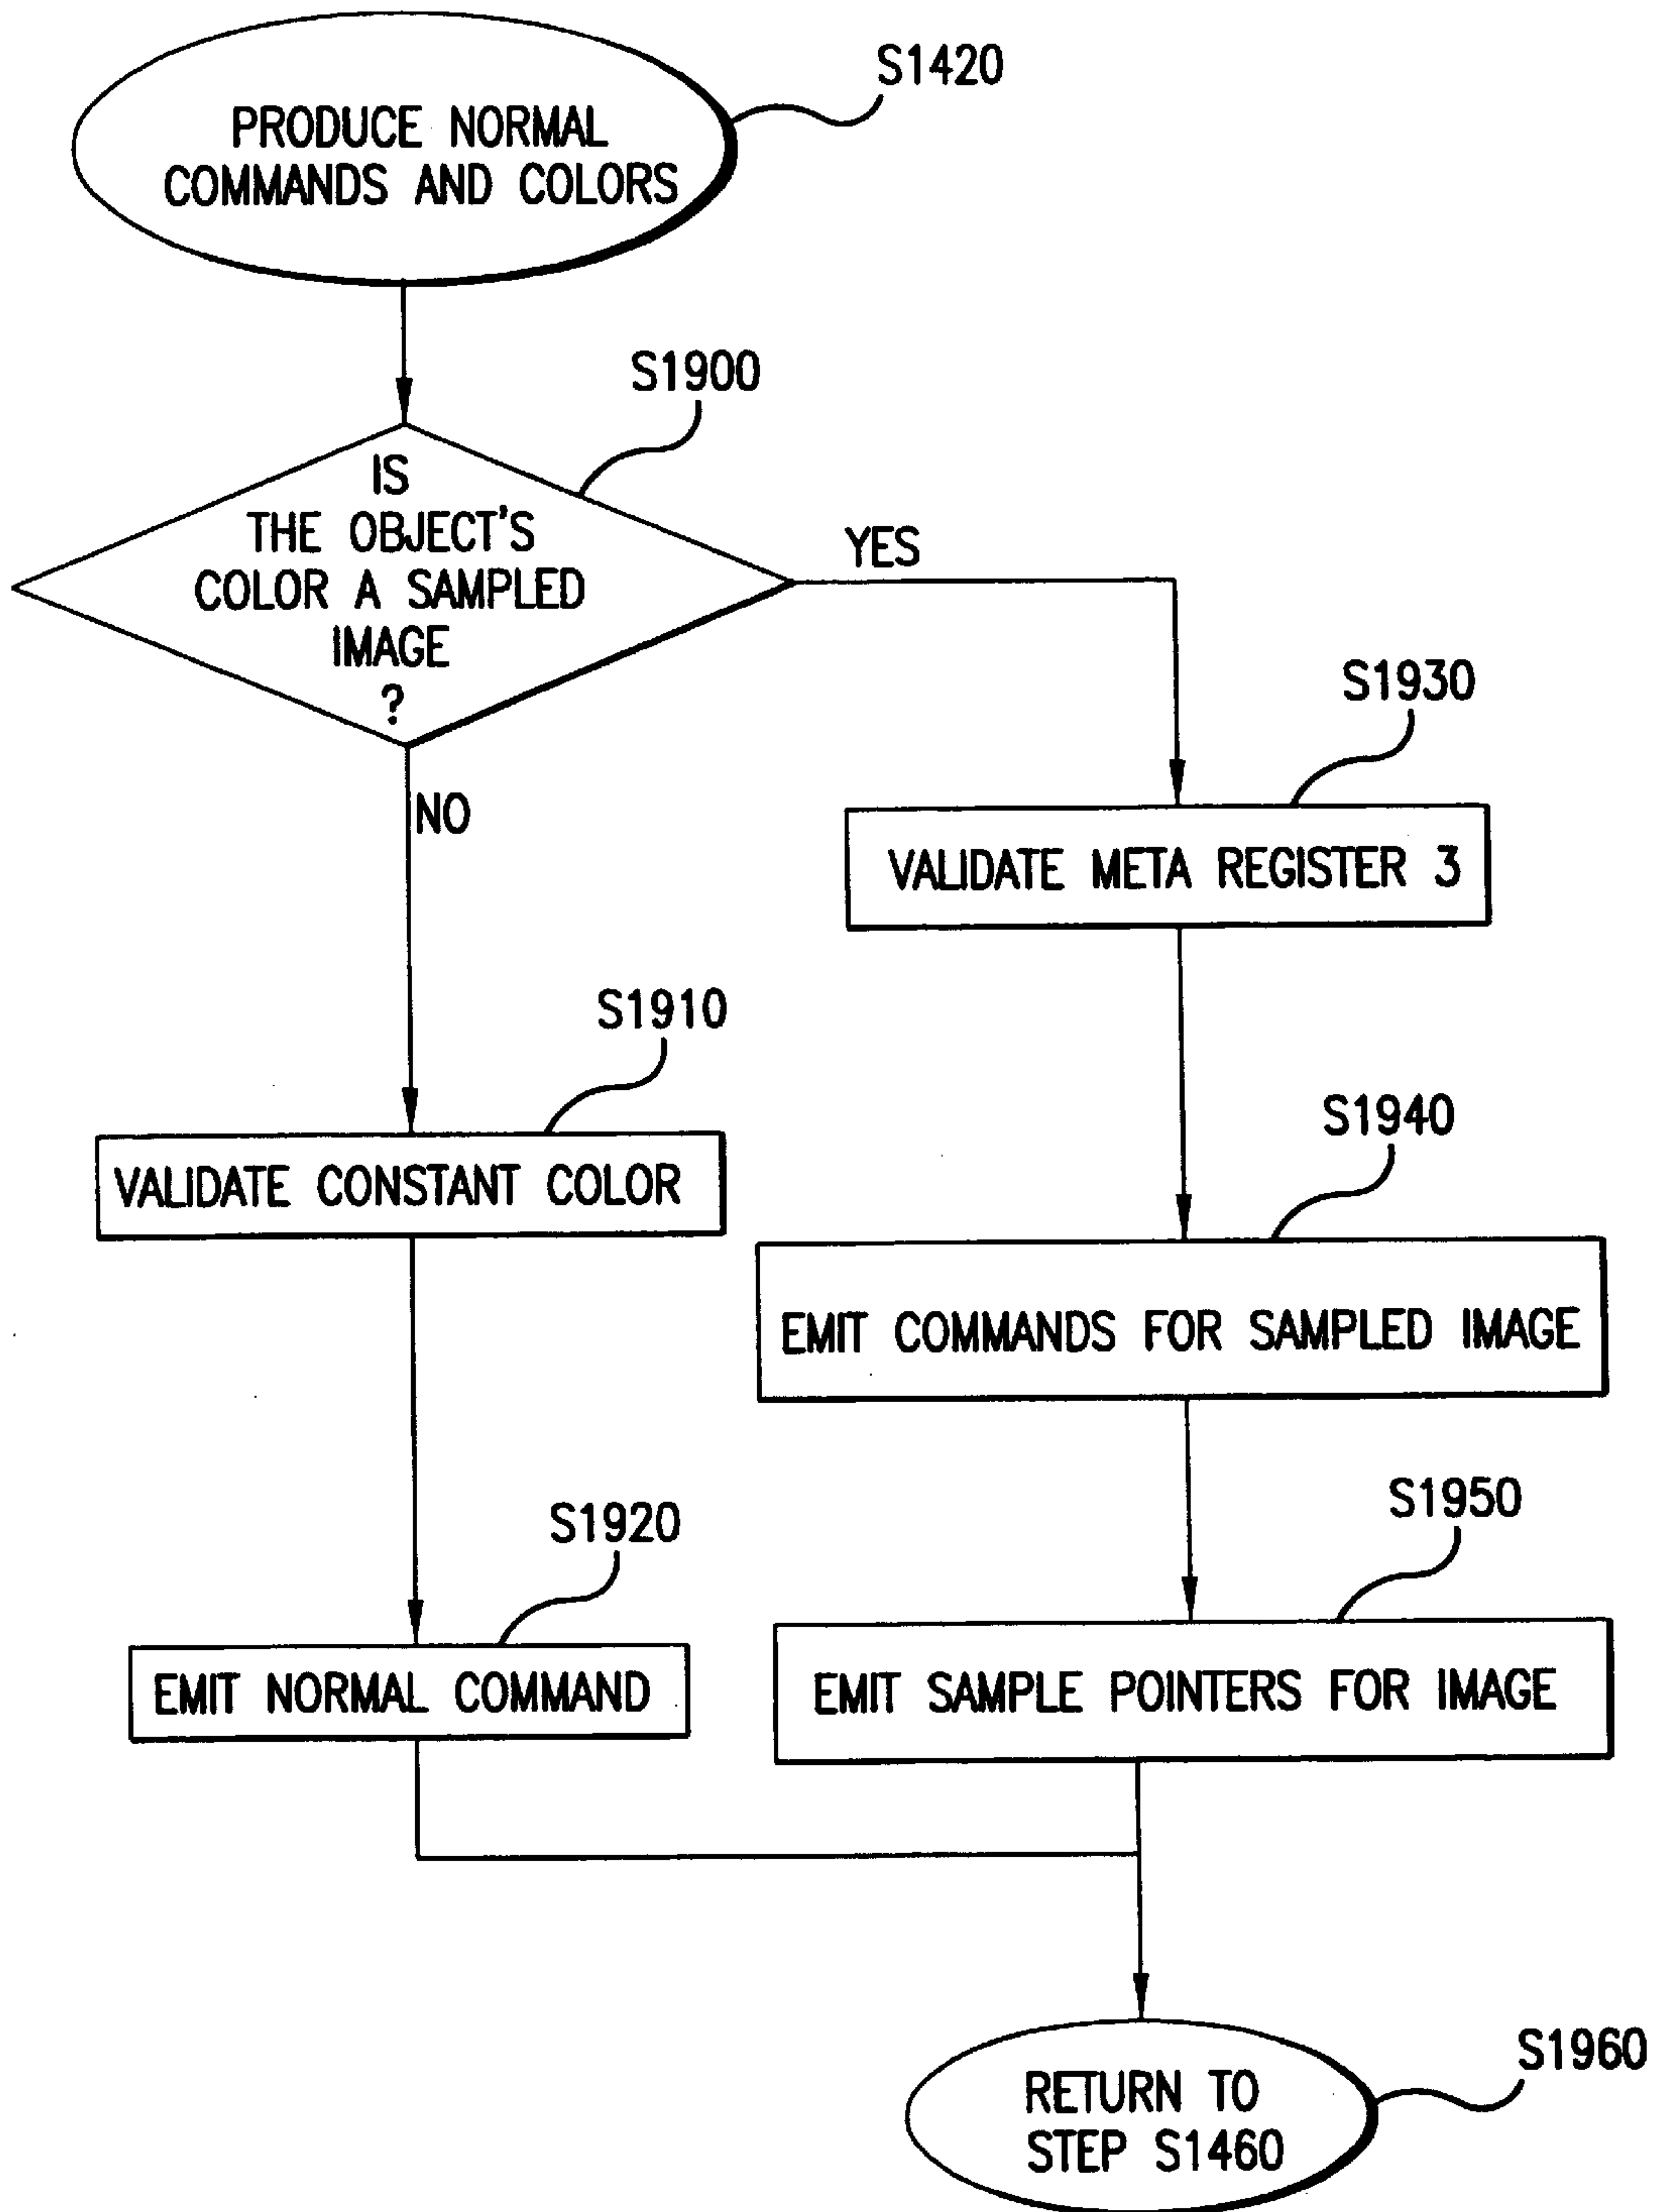 S1420
PRODUCE NORMAL
COMMANDS AND COLORS
S1900
IS
THE OBJECT'S
COLOR A SAMPLED
IMAGE
?
YES
NO
S1930
VALIDATE META REGISTER 3
S1910
VALIDATE CONSTANT COLOR
S1940
EMIT COMMANDS FOR SAMPLED IMAGE
S1920
EMIT NORMAL COMMAND
S1950
EMIT SAMPLE POINTERS FOR IMAGE
S1960
RETURN TO
STEP S1460